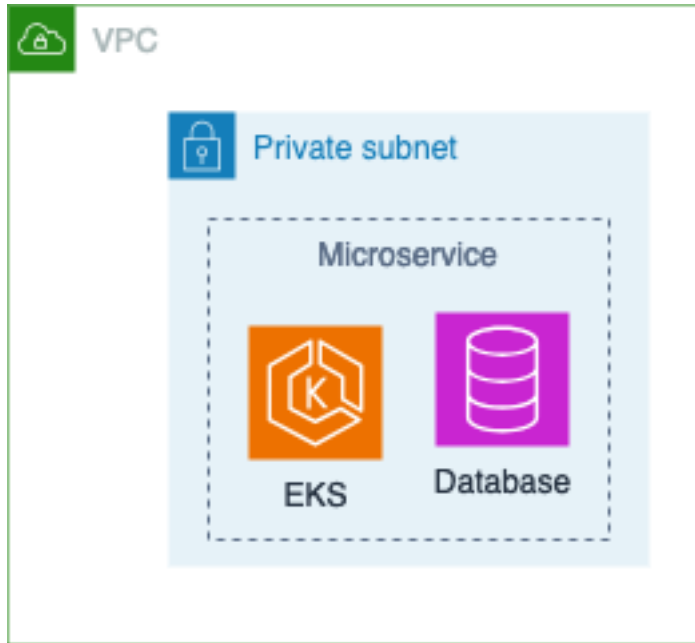 VPC
Private subnet
Microservice
K
EKS
Database